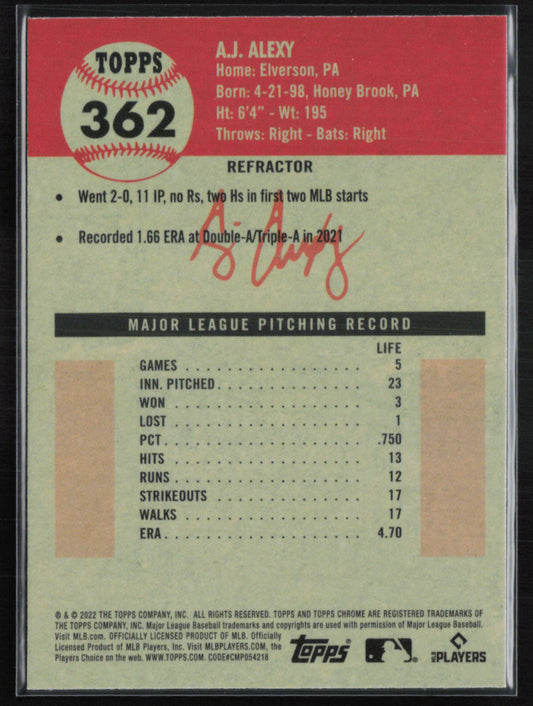 TOPPS
362
A.J. ALEXY
Home: Elverson, PA
Born: 4-21-98, Honey Brook, PA
Ht: 6'4" - Wt: 195
Throws: Right - Bats: Right
REFRACTOR
• Went 2-0, 11 IP, no Rs, two Hs in first two MLB starts
• Recorded 1.66 ERA at Double-A/Triple-A in 2021
A.J. Alexy
MAJOR LEAGUE PITCHING RECORD
LIFE
GAMES . . . . . . . . . . . . . . . . . . . 5
INN. PITCHED . . . . . . . . . . . . . . . 23
WON . . . . . . . . . . . . . . . . . . . . 3
LOST . . . . . . . . . . . . . . . . . . . . 1
PCT . . . . . . . . . . . . . . . . . . . . .750
HITS . . . . . . . . . . . . . . . . . . . . 13
RUNS . . . . . . . . . . . . . . . . . . . 12
STRIKEOUTS . . . . . . . . . . . . . . . . 17
WALKS . . . . . . . . . . . . . . . . . . 17
ERA . . . . . . . . . . . . . . . . . . . . 4.70
® & © 2022 THE TOPPS COMPANY, INC. ALL RIGHTS RESERVED. TOPPS AND TOPPS CHROME ARE REGISTERED TRADEMARKS OF
THE TOPPS COMPANY, INC. Major League Baseball trademarks and copyrights are used with permission of Major League Baseball.
Visit MLB.com. OFFICIALLY LICENSED PRODUCT OF MLB. Officially
Licensed Product of MLB Players, Inc. Visit MLBPLAYERS.COM, the
Players Choice on the web. WWW.TOPPS.COM. CODE#CMP054218
Topps
MLB PLAYERS